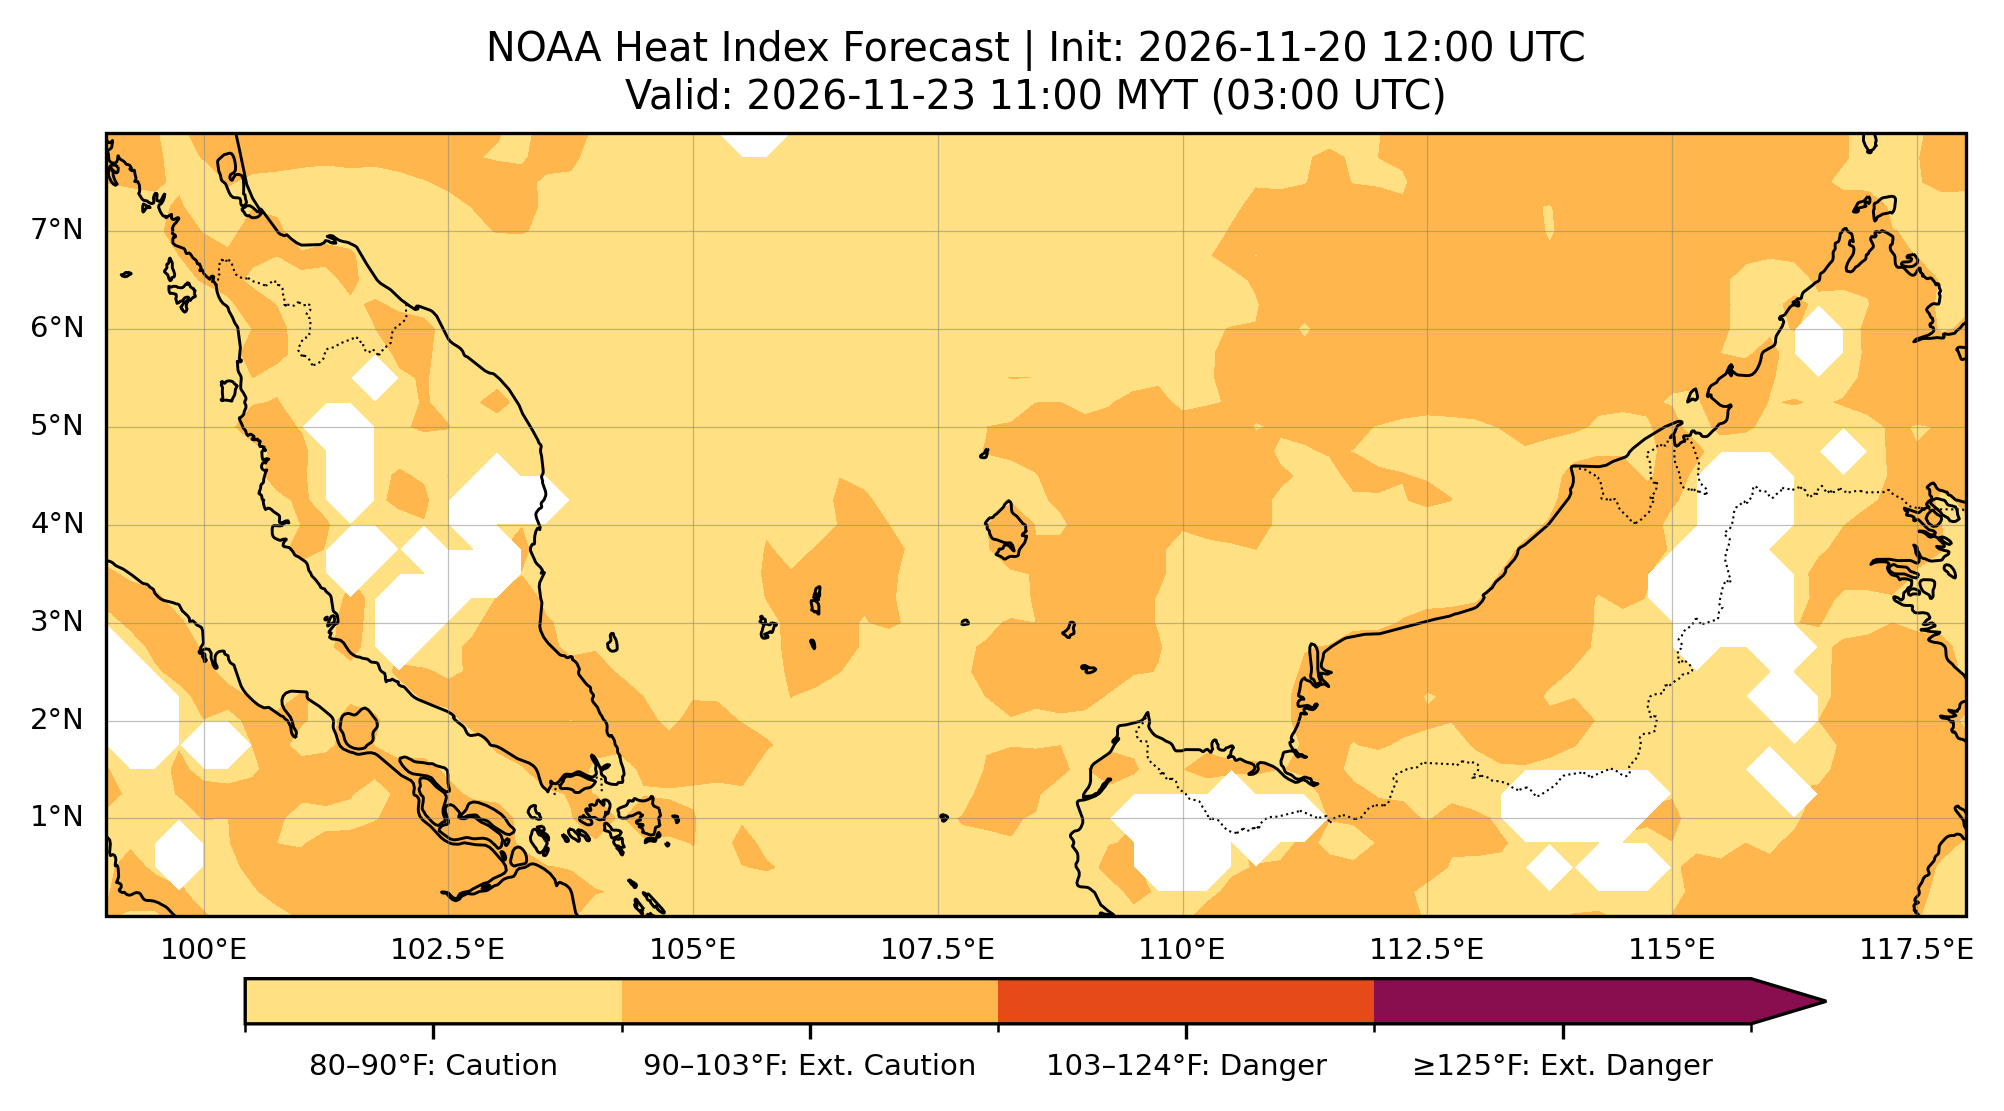 NOAA Heat Index Forecast | Init: 2026-11-20 12:00 UTC
Valid: 2026-11-23 11:00 MYT (03:00 UTC)
7°N
6°N
5°N
4°N
3°N
2°N
1°N
100°E 102.5°E 105°E 107.5°E 110°E 112.5°E 115°E 117.5°E
80–90°F: Caution 90–103°F: Ext. Caution 103–124°F: Danger ≥125°F: Ext. Danger